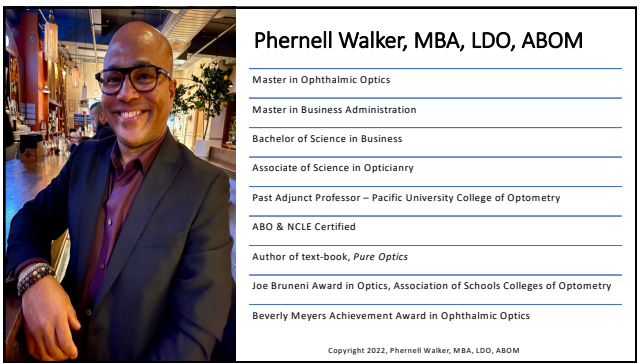 Phernell Walker, MBA, LDO, ABOM
Master in Ophthalmic Optics
Master in Business Administration
Bachelor of Science in Business
Associate of Science in Opticianry
Past Adjunct Professor – Pacific University College of Optometry
ABO & NCLE Certified
Author of text-book, Pure Optics
Joe Bruneni Award in Optics, Association of Schools Colleges of Optometry
Beverly Meyers Achievement Award in Ophthalmic Optics
Copyright 2022, Phernell Walker, MBA, LDO, ABOM